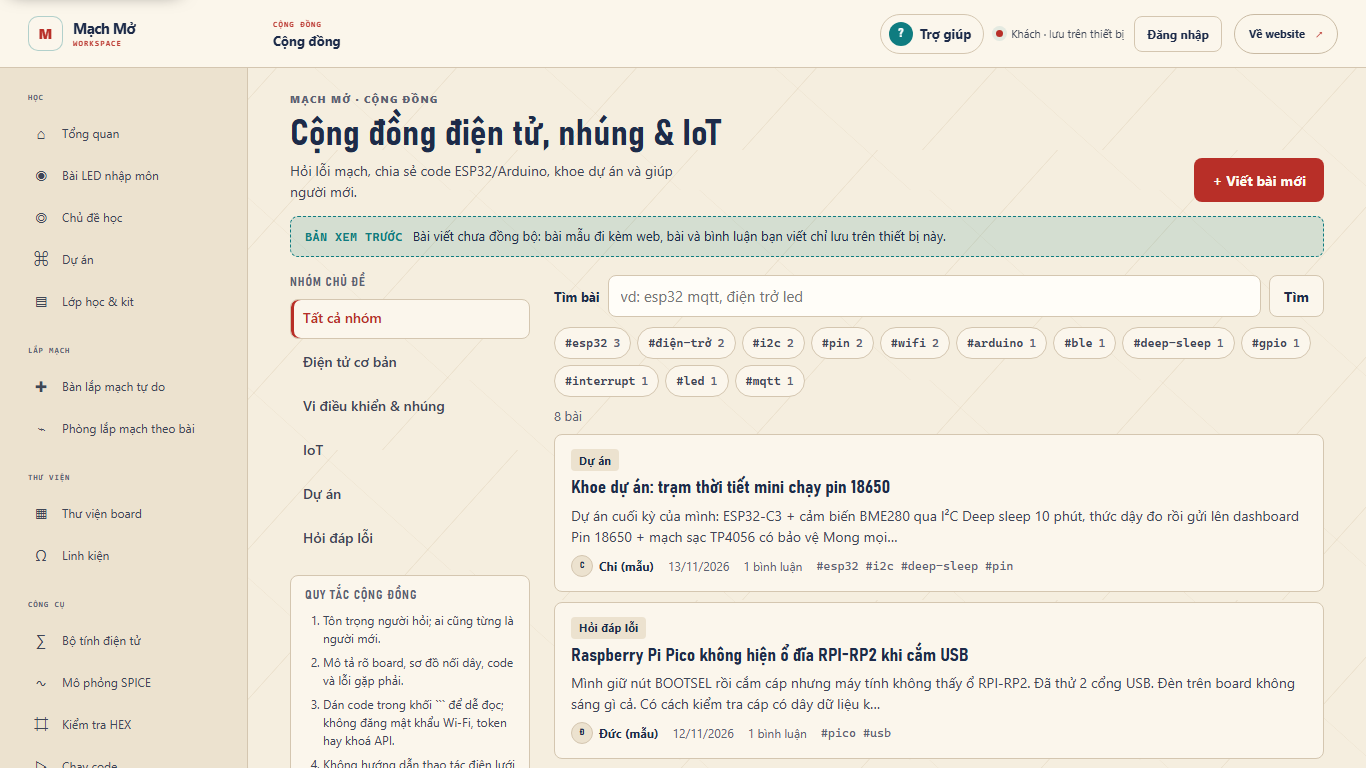 M
Mạch Mở
WORKSPACE
CỘNG ĐỒNG
Cộng đồng
? Trợ giúp
Khách · lưu trên thiết bị
Đăng nhập
Về website ↗
HỌC
Tổng quan
Bài LED nhập môn
Chủ đề học
Dự án
Lớp học & kit
LẮP MẠCH
Bàn lắp mạch tự do
Phòng lắp mạch theo bài
THƯ VIỆN
Thư viện board
Linh kiện
CÔNG CỤ
Bộ tính điện tử
Mô phỏng SPICE
Kiểm tra HEX
Chạy code
MẠCH MỞ · CỘNG ĐỒNG
Cộng đồng điện tử, nhúng & IoT
Hỏi lỗi mạch, chia sẻ code ESP32/Arduino, khoe dự án và giúp
người mới.
+ Viết bài mới
BẢN XEM TRƯỚC Bài viết chưa đồng bộ: bài mẫu đi kèm web, bài và bình luận bạn viết chỉ lưu trên thiết bị này.
NHÓM CHỦ ĐỀ
Tất cả nhóm
Điện tử cơ bản
Vi điều khiển & nhúng
IoT
Dự án
Hỏi đáp lỗi
QUY TẮC CỘNG ĐỒNG
1. Tôn trọng người hỏi; ai cũng từng là
người mới.
2. Mô tả rõ board, sơ đồ nối dây, code
và lỗi gặp phải.
3. Dán code trong khối ``` để dễ đọc;
không đăng mật khẩu Wi-Fi, token
hay khoá API.
4. Không hướng dẫn thao tác điện lưới
Tìm bài
vd: esp32 mqtt, điện trở led
Tìm
#esp32 3 #điện-trở 2 #i2c 2 #pin 2 #wifi 2 #arduino 1 #ble 1 #deep-sleep 1 #gpio 1
#interrupt 1 #led 1 #mqtt 1
8 bài
Dự án
Khoe dự án: trạm thời tiết mini chạy pin 18650
Dự án cuối kỳ của mình: ESP32-C3 + cảm biến BME280 qua I²C Deep sleep 10 phút, thức dậy đo rồi gửi lên dashboard
Pin 18650 + mạch sạc TP4056 có bảo vệ Mong mọi…
C Chi (mẫu) 13/11/2026 1 bình luận #esp32 #i2c #deep-sleep #pin
Hỏi đáp lỗi
Raspberry Pi Pico không hiện ổ đĩa RPI-RP2 khi cắm USB
Mình giữ nút BOOTSEL rồi cắm cáp nhưng máy tính không thấy ổ RPI-RP2. Đã thử 2 cổng USB. Đèn trên board không
sáng gì cả. Có cách kiểm tra cáp có dây dữ liệu k…
Đ Đức (mẫu) 12/11/2026 1 bình luận #pico #usb